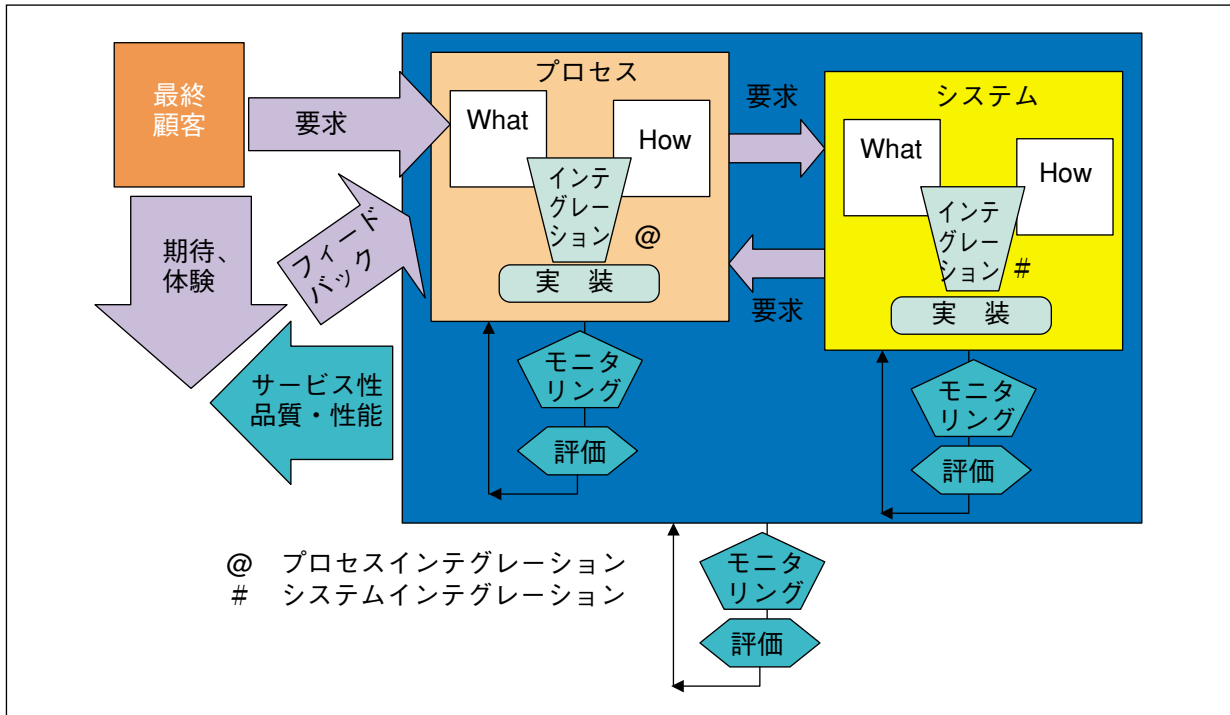 最終
顧客
要求
期待、
体験
フィード
バック
サービス性
品質・性能
プロセス
What
How
インテ
グレー
ション
@
実 装
モニタ
リング
評価
要求
要求
システム
What
How
インテ
グレー
ション
#
実 装
モニタ
リング
評価
モニタ
リング
評価
@ プロセスインテグレーション
# システムインテグレーション